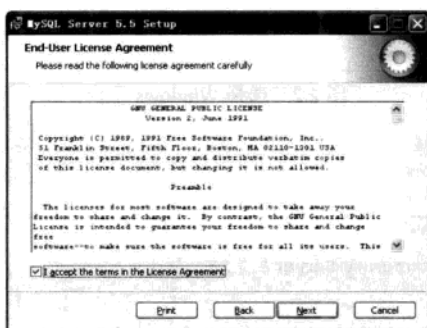 MySQL Server 5.5 Setup
End-User License Agreement
Please read the following license agreement carefully
GNU GENERAL PUBLIC LICENSE
Version 2, June 1991
Copyright (C) 1989, 1991 Free Software Foundation, Inc.,
51 Franklin Street, Fifth Floor, Boston, MA 02110-1301 USA
Everyone is permitted to copy and distribute verbatim copies
of this license document, but changing it is not allowed.
Preamble
The licenses for most software are designed to take away your
freedom to share and change it. By contrast, the GNU General Public
License is intended to guarantee your freedom to share and change
free
software--to make sure the software is free for all its users. This
I accept the terms in the License Agreement
Print
Back
Next
Cancel